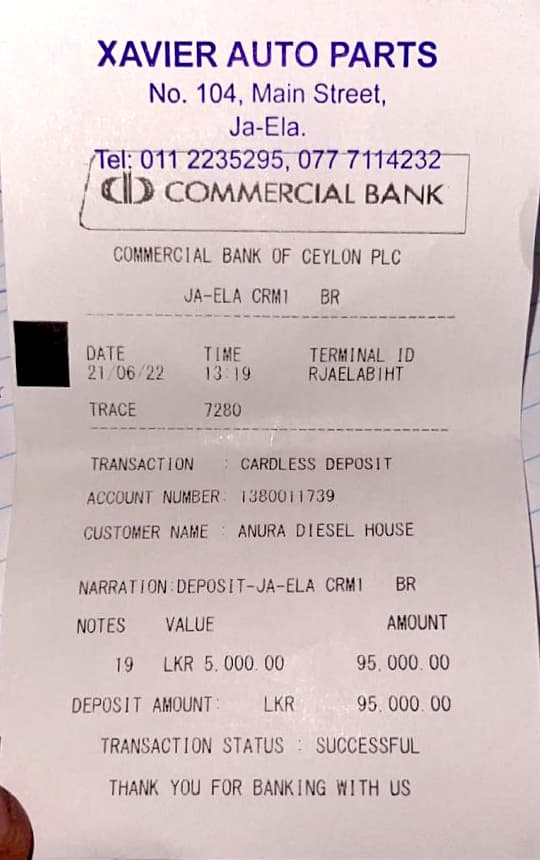 XAVIER AUTO PARTS
No. 104, Main Street,
Ja-Ela.
Tel: 011 2235295, 077 7114232
COMMERCIAL BANK
COMMERCIAL BANK OF CEYLON PLC
JA-ELA CRM1 BR
DATE TIME TERMINAL ID
21/06/22 13:19 RJAELAB1HT
TRACE 7280
TRANSACTION : CARDLESS DEPOSIT
ACCOUNT NUMBER: 1380011739
CUSTOMER NAME : ANURA DIESEL HOUSE
NARRATION:DEPOSIT-JA-ELA CRM1 BR
NOTES VALUE AMOUNT
19 LKR 5,000.00 95,000.00
DEPOSIT AMOUNT: LKR 95,000.00
TRANSACTION STATUS : SUCCESSFUL
THANK YOU FOR BANKING WITH US